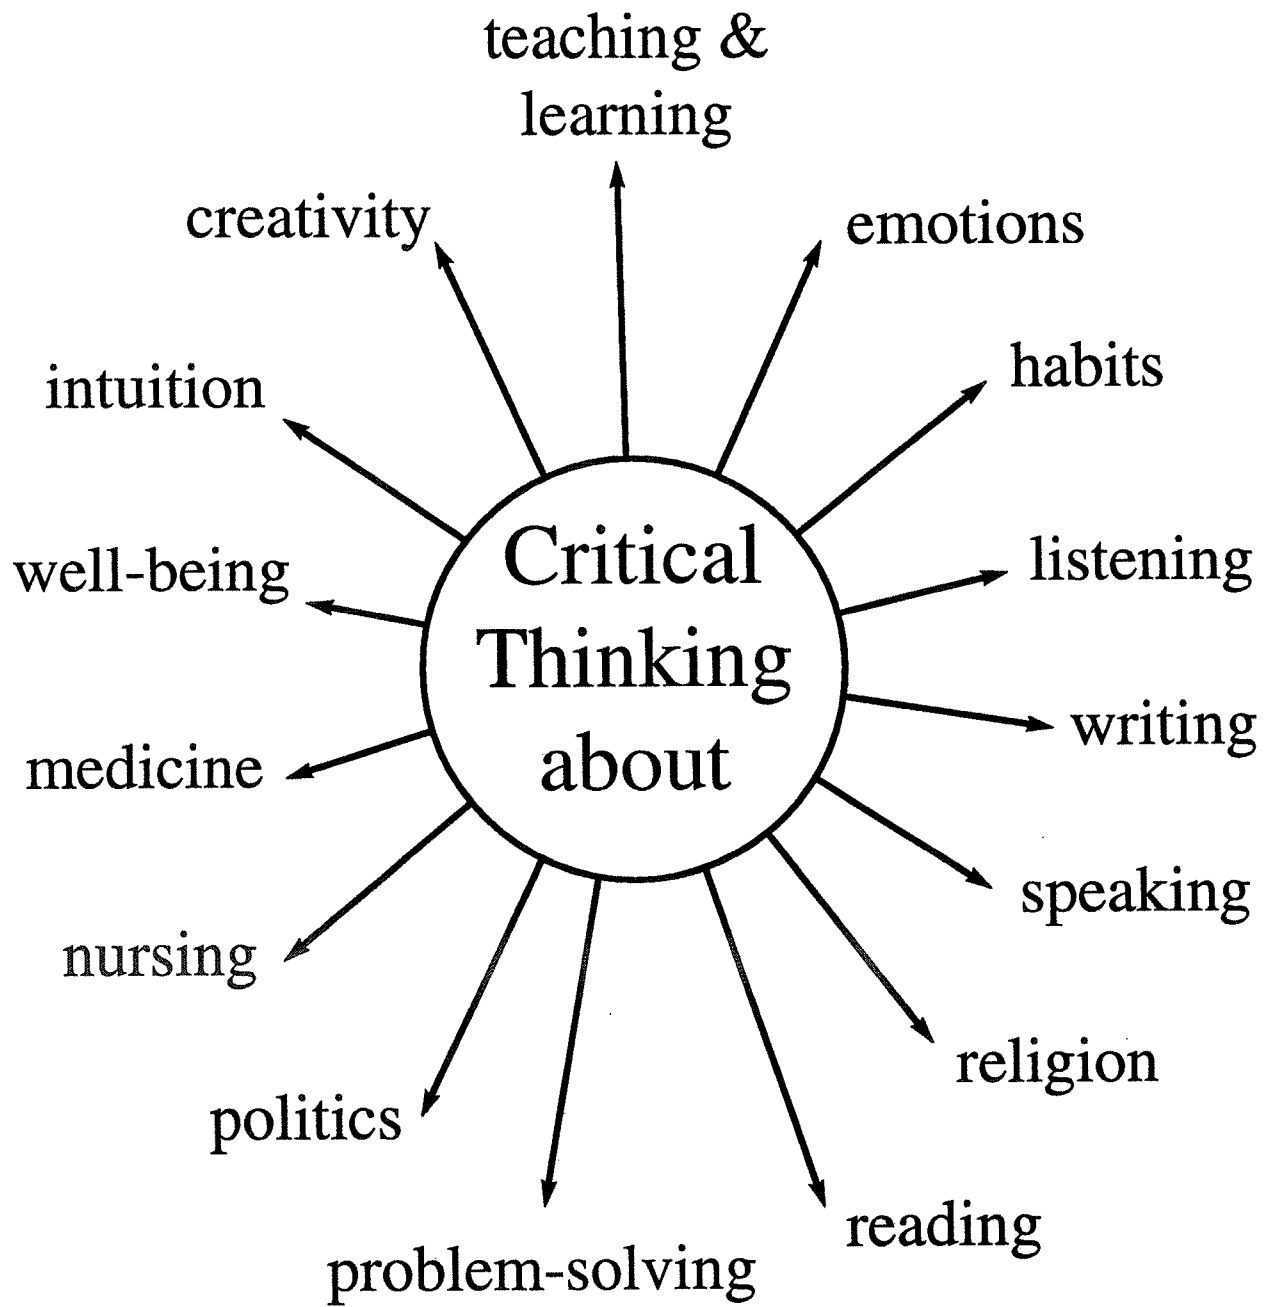 teaching &
learning
creativity
emotions
intuition
habits
well-being
Critical
Thinking
about
listening
writing
medicine
speaking
nursing
religion
politics
reading
problem-solving